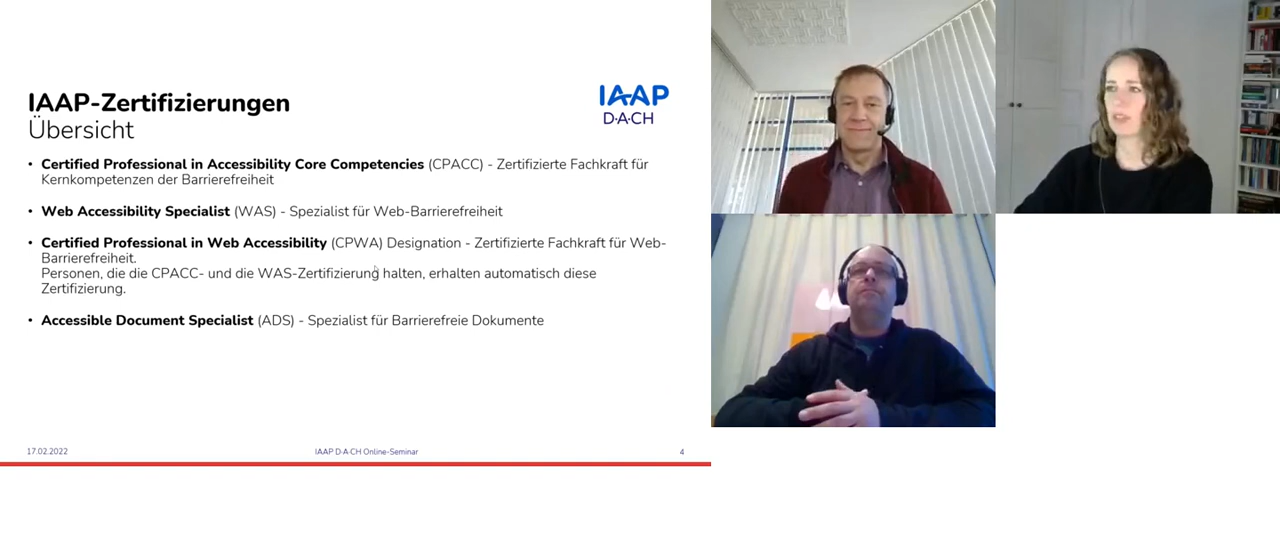 IAAP-Zertifizierungen
Übersicht
IAAP
D·A·CH
• Certified Professional in Accessibility Core Competencies (CPACC) - Zertifizierte Fachkraft für
Kernkompetenzen der Barrierefreiheit
• Web Accessibility Specialist (WAS) - Spezialist für Web-Barrierefreiheit
• Certified Professional in Web Accessibility (CPWA) Designation - Zertifizierte Fachkraft für Web-
Barrierefreiheit.
Personen, die die CPACC- und die WAS-Zertifizierung halten, erhalten automatisch diese
Zertifizierung.
• Accessible Document Specialist (ADS) - Spezialist für Barrierefreie Dokumente
17.02.2022
IAAP D·A·CH Online-Seminar
4